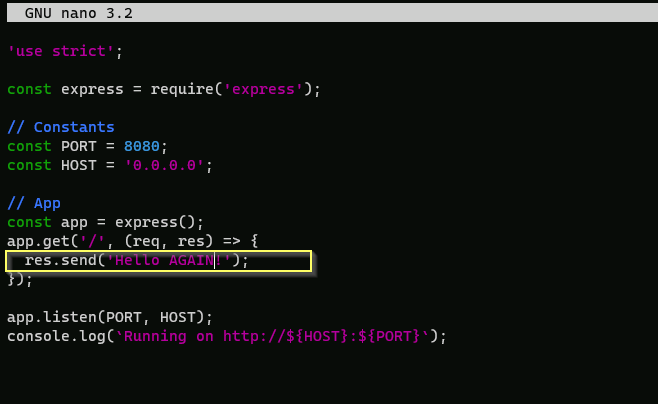 GNU nano 3.2
'use strict';
const express = require('express');
// Constants
const PORT = 8080;
const HOST = '0.0.0.0';
// App
const app = express();
app.get('/', (req, res) => {
  res.send('Hello AGAIN!');
});
app.listen(PORT, HOST);
console.log(`Running on http://${HOST}:${PORT}`);